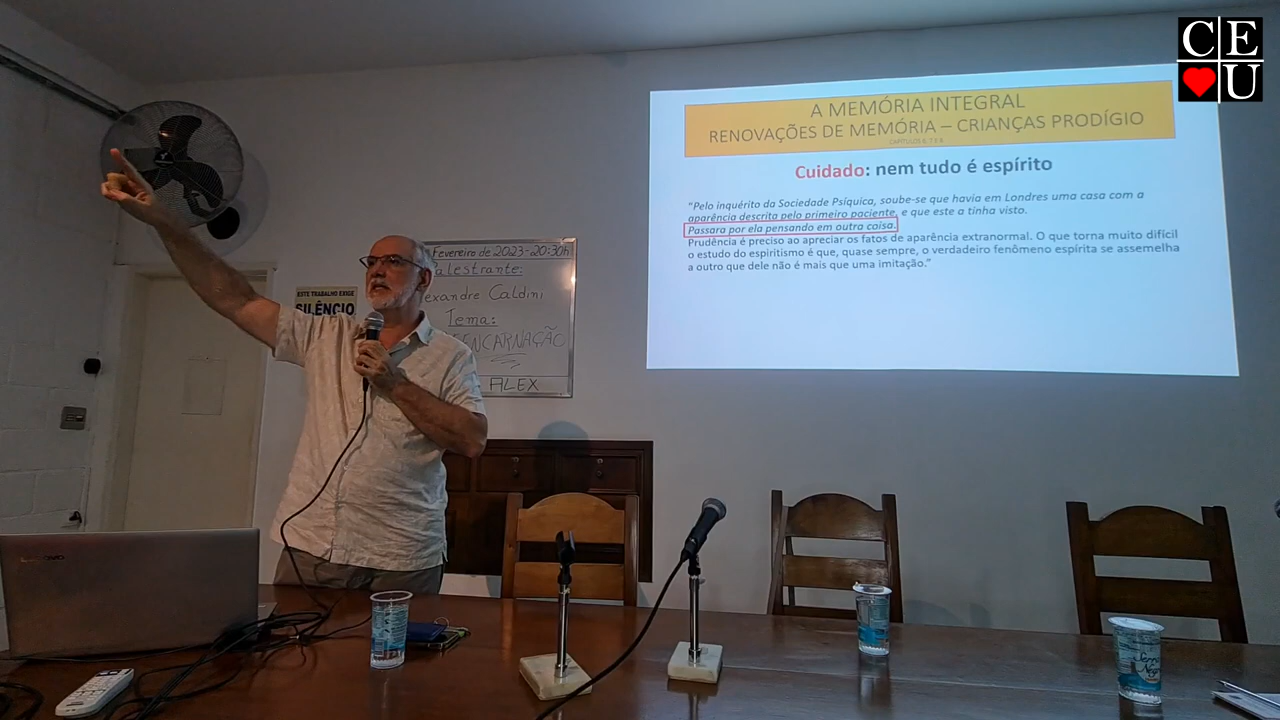 C E
U
A MEMÓRIA INTEGRAL
RENOVAÇÕES DE MEMÓRIA – CRIANÇAS PRODÍGIO
Cuidado: nem tudo é espírito
"Pelo inquérito da Sociedade Psíquica, soube-se que havia em Londres uma casa com a
aparência descrita pelo primeiro paciente, e que este a tinha visto.
Passara por ela pensando em outra coisa.
Prudência é preciso ao apreciar os fatos de aparência extranormal. O que torna muito difícil
o estudo do espiritismo é que, quase sempre, o verdadeiro fenômeno espírita se assemelha
a outro que dele não é mais que uma imitação."
Fevereiro de 2023-20:30h
alestrante:
exandre Caldini
Tema:
ENCARNAÇÃO
ALEX
ESTE TRABALHO EXIGE
SILÊNCIO